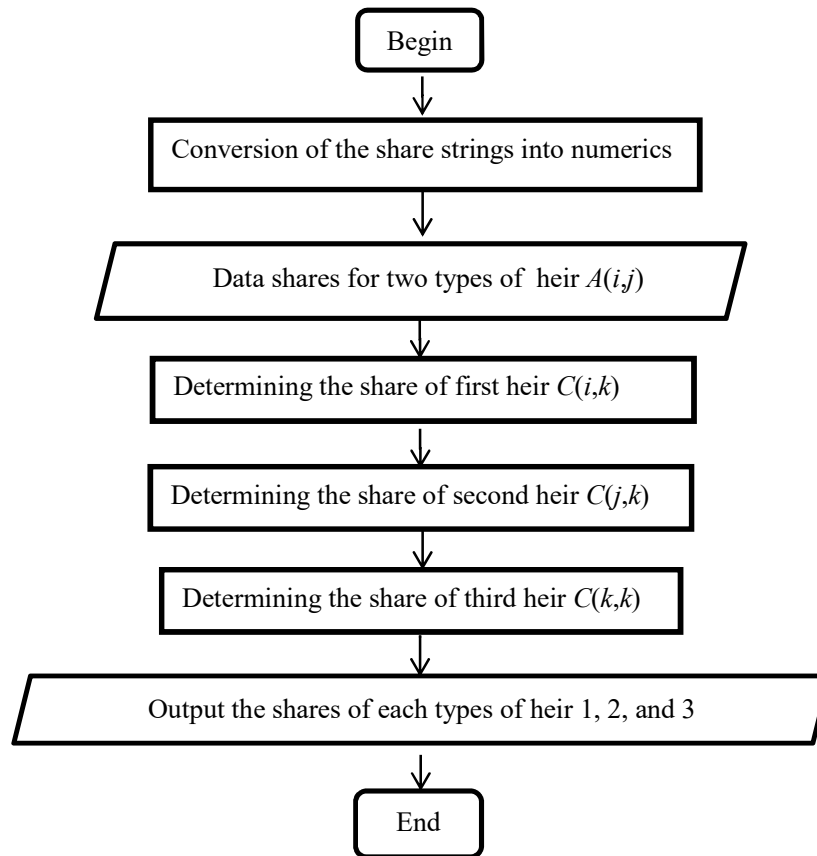 Begin
Conversion of the share strings into numerics
Data shares for two types of heir A(i,j)
Determining the share of first heir C(i,k)
Determining the share of second heir C(j,k)
Determining the share of third heir C(k,k)
Output the shares of each types of heir 1, 2, and 3
End